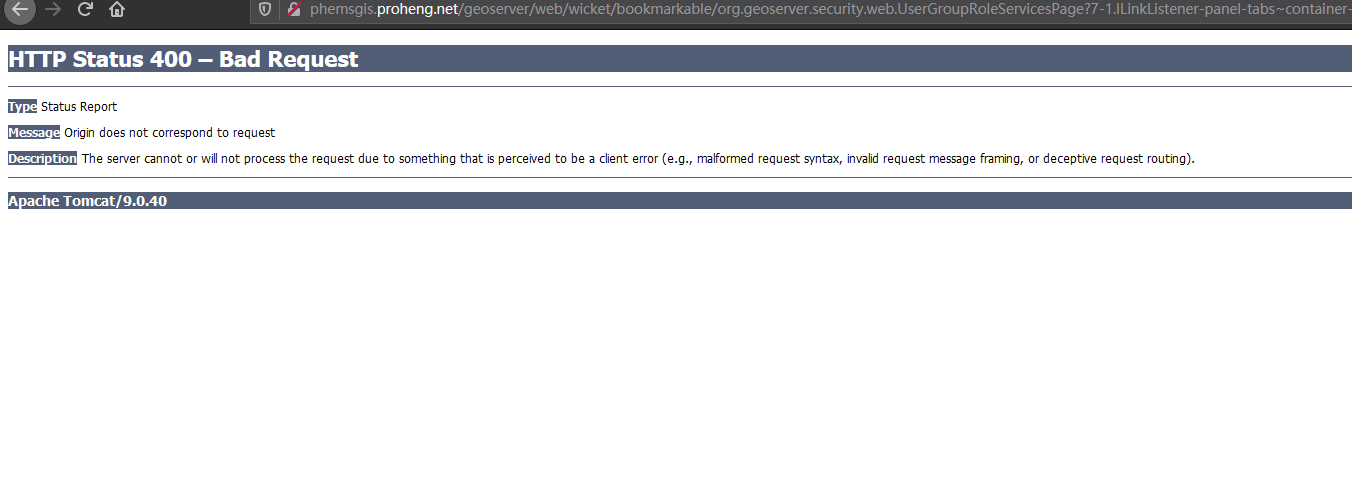 phemsgis.proheng.net/geoserver/web/wicket/bookmarkable/org.geoserver.security.web.UserGroupRoleServicesPage?7-1.ILinkListener-panel-tabs~container-
HTTP Status 400 – Bad Request
Type Status Report
Message Origin does not correspond to request
Description The server cannot or will not process the request due to something that is perceived to be a client error (e.g., malformed request syntax, invalid request message framing, or deceptive request routing).
Apache Tomcat/9.0.40